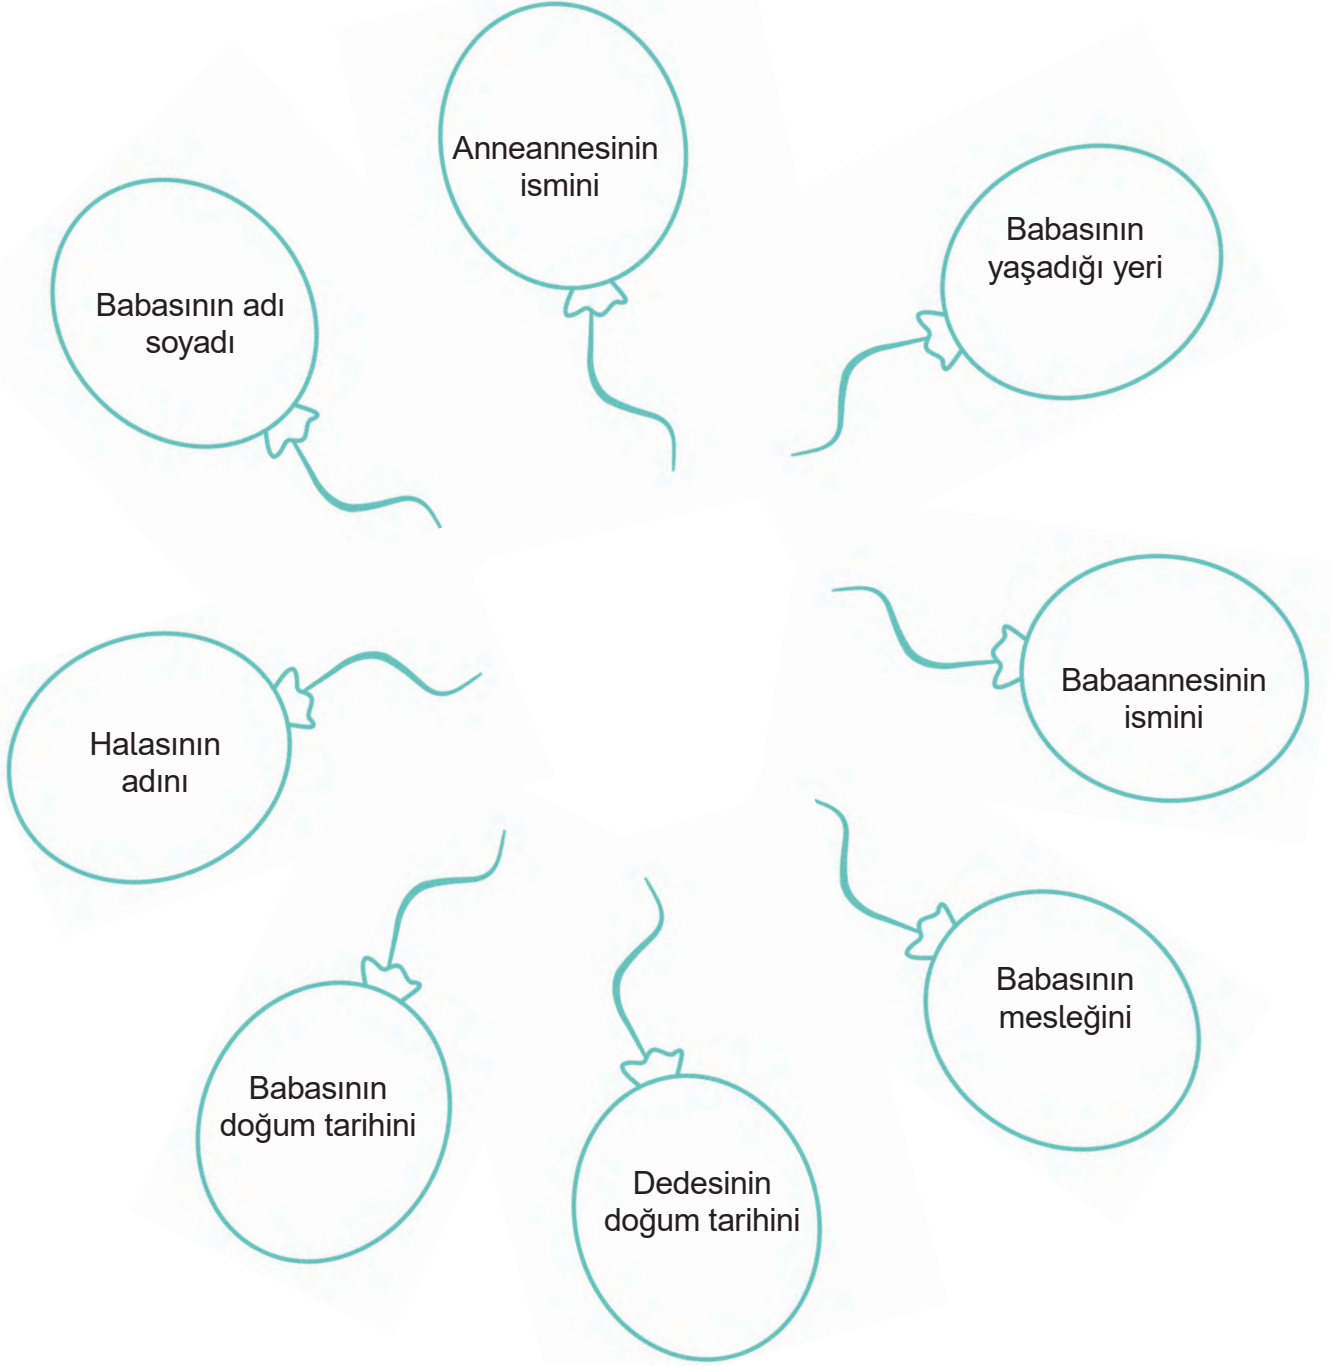 Anneannesinin
ismini
Babasının
yaşadığı yeri
Babasının adı
soyadı
Babaannesinin
ismini
Halasının
adını
Babasının
mesleğini
Babasının
doğum tarihini
Dedesinin
doğum tarihini